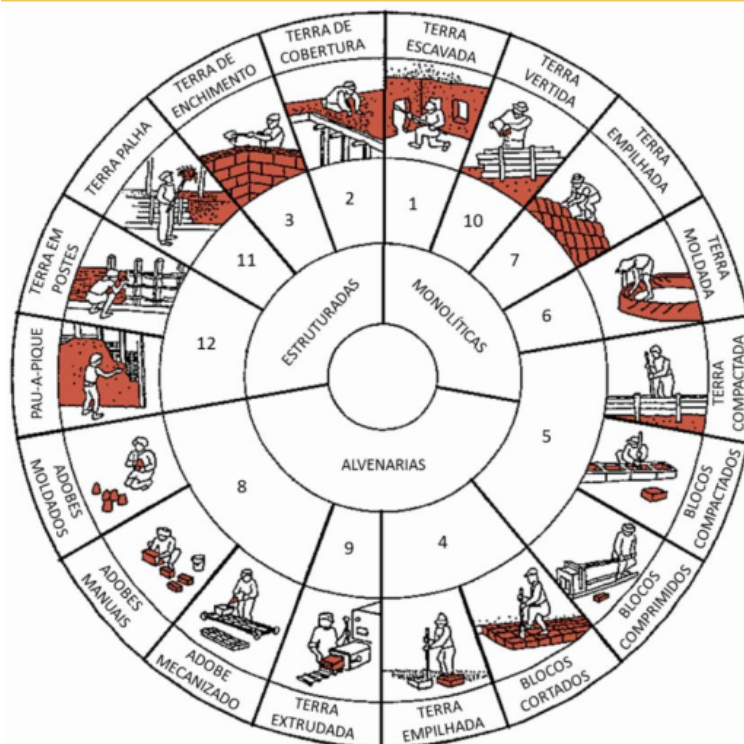 TERRA DE
COBERTURA
TERRA
ESCAVADA
TERRA
VERTIDA
TERRA
EMPILHADA
TERRA
MOLDADA
TERRA
COMPACTADA
BLOCOS
COMPACTADOS
BLOCOS
COMPRIMIDOS
BLOCOS
CORTADOS
TERRA
EMPILHADA
TERRA
EXTRUDADA
ADOBE
MECANIZADO
ADOBES
MANUAIS
ADOBES
MOLDADOS
PAU-A-PIQUE
TERRA EM
POSTES
TERRA PALHA
TERRA DE
ENCHIMENTO
2
1
10
7
6
5
4
9
8
12
11
3
ESTRUTURADAS
MONOLÍTICAS
ALVENARIAS